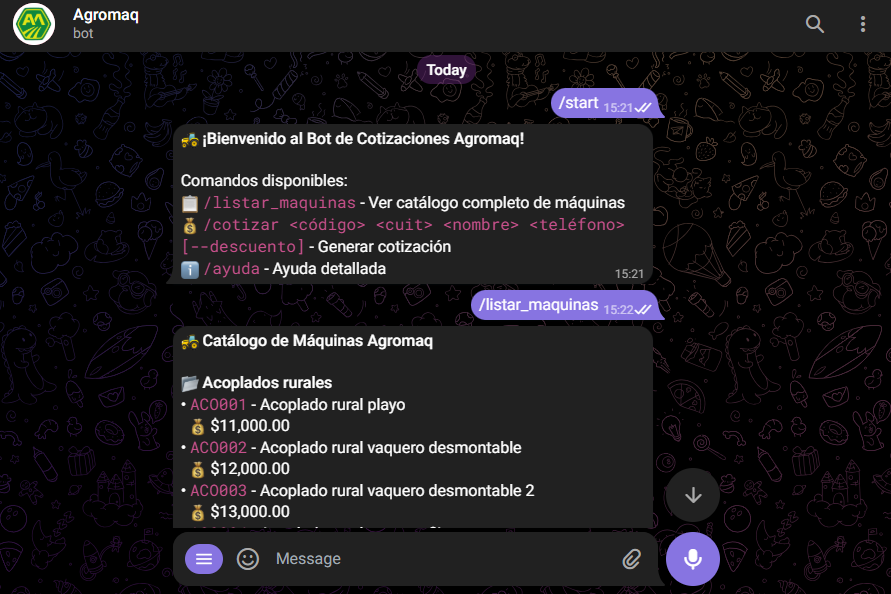 Agromaq
bot
Today
/start 15:21
¡Bienvenido al Bot de Cotizaciones Agromaq!
Comandos disponibles:
/listar_maquinas - Ver catálogo completo de máquinas
/cotizar <código> <cuit> <nombre> <teléfono>
[--descuento] - Generar cotización
/ayuda - Ayuda detallada
15:21
/listar_maquinas 15:22
Catálogo de Máquinas Agromaq
Acoplados rurales
• ACO001 - Acoplado rural playo
$11,000.00
• ACO002 - Acoplado rural vaquero desmontable
$12,000.00
• ACO003 - Acoplado rural vaquero desmontable 2
$13,000.00
Message